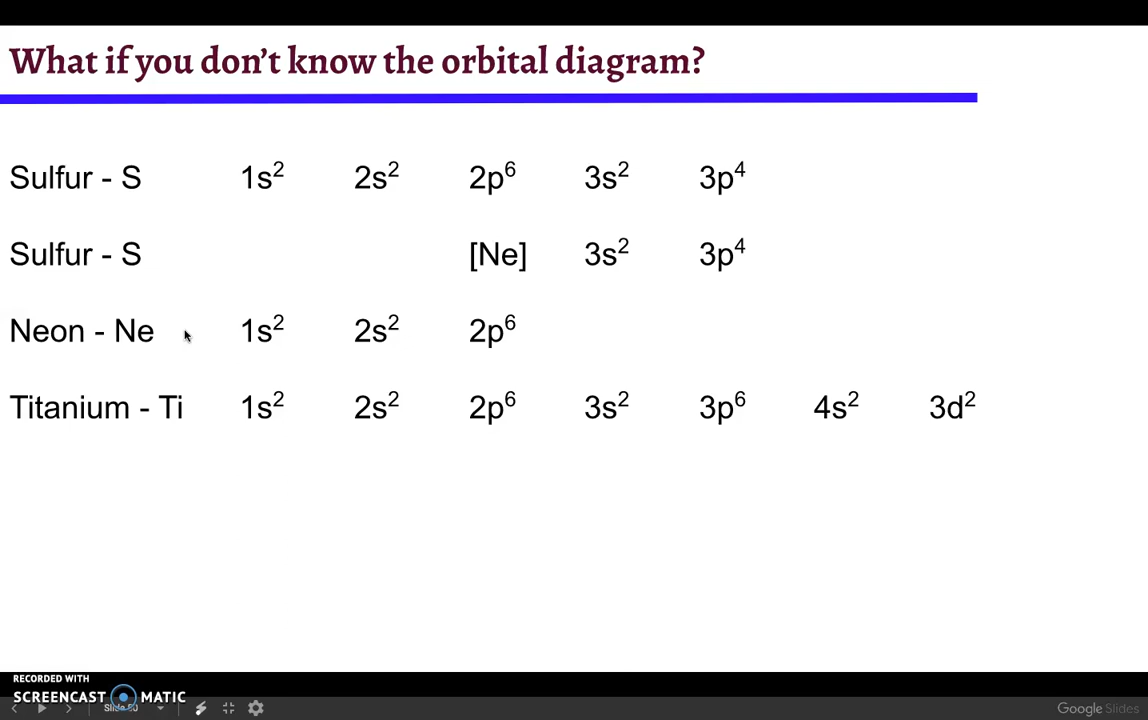 What if you don't know the orbital diagram?
Sulfur - S 1s² 2s² 2p⁶ 3s² 3p⁴
Sulfur - S [Ne] 3s² 3p⁴
Neon - Ne 1s² 2s² 2p⁶
Titanium - Ti 1s² 2s² 2p⁶ 3s² 3p⁶ 4s² 3d²
RECORDED WITH
SCREENCAST MATIC
Google Slides